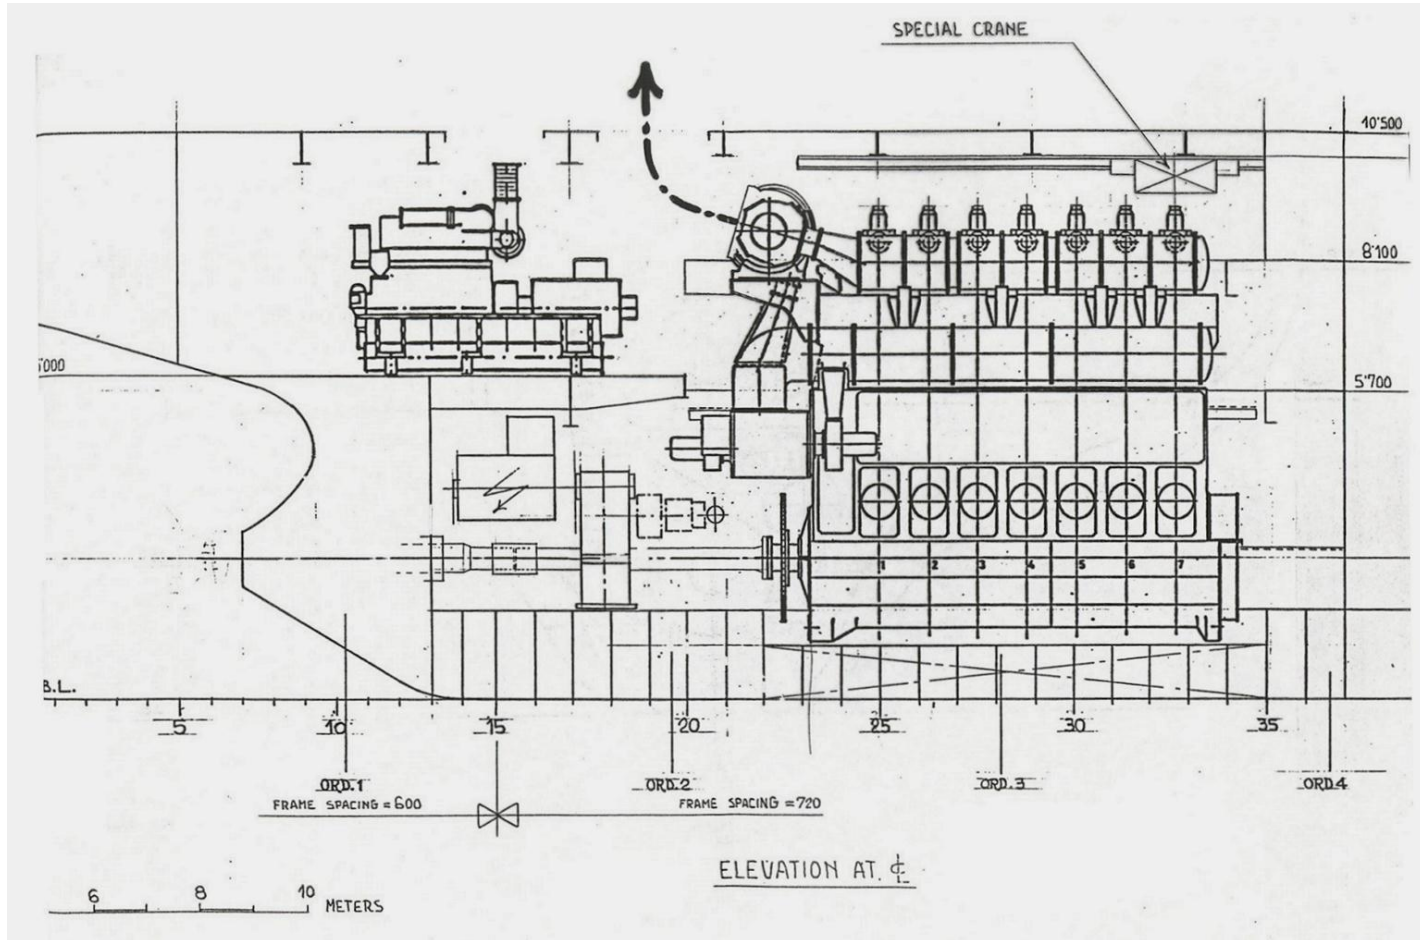 SPECIAL CRANE
10'500
8'100
5'000
5'700
1 2 3 4 5 6 7
B.L.
5 10 15 20 25 30 35
ORD.1 ORD.2 ORD.3 ORD.4
FRAME SPACING = 600 FRAME SPACING = 720
ELEVATION AT ℄
6 8 10 METERS